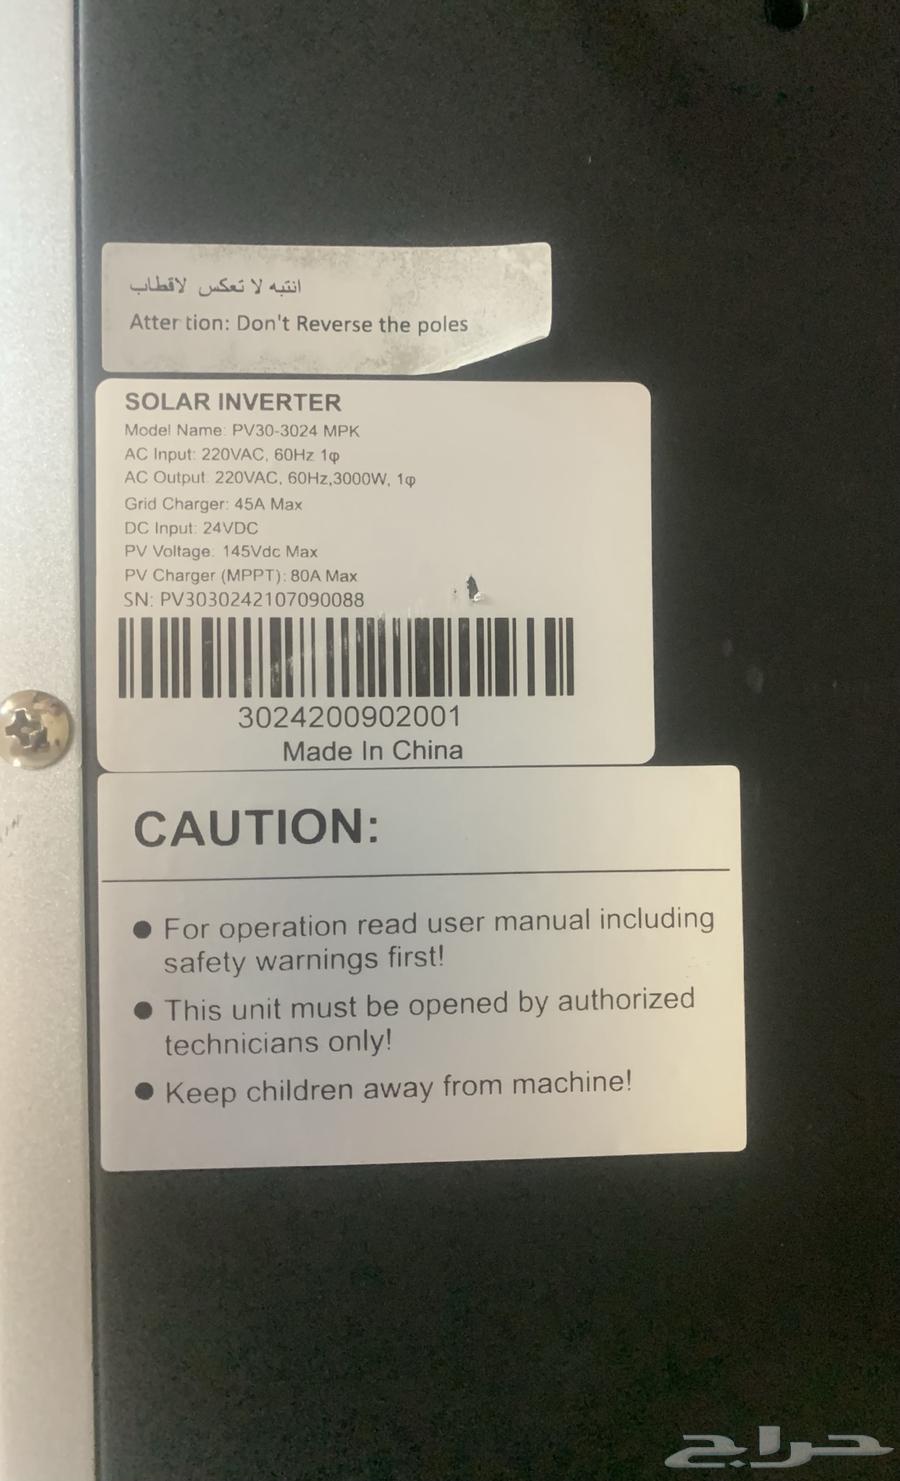 انتبه لا تعكس لاقطاب
Atter tion: Don't Reverse the poles
SOLAR INVERTER
Model Name: PV30-3024 MPK
AC Input: 220VAC, 60Hz 1φ
AC Output: 220VAC, 60Hz,3000W, 1φ
Grid Charger: 45A Max
DC Input: 24VDC
PV Voltage: 145Vdc Max
PV Charger (MPPT): 80A Max
SN: PV3030242107090088
3024200902001
Made In China
CAUTION:
● For operation read user manual including
safety warnings first!
● This unit must be opened by authorized
technicians only!
● Keep children away from machine!
حراج